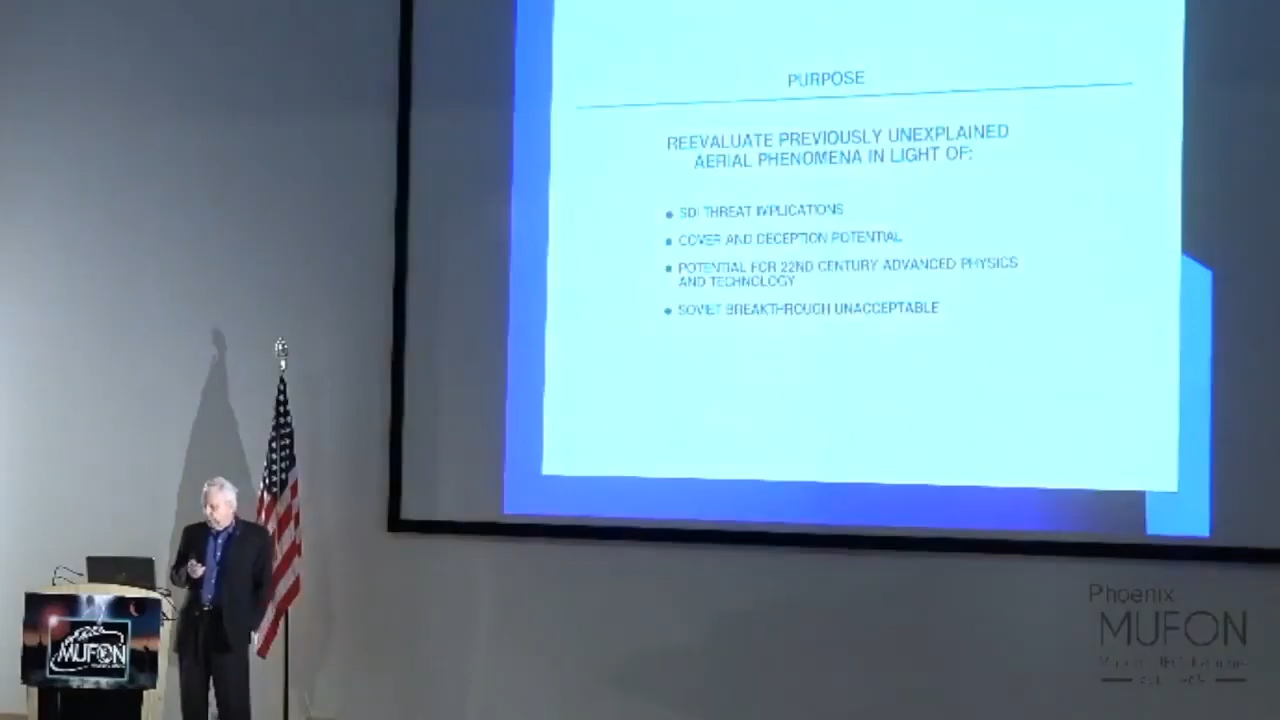 PURPOSE
REEVALUATE PREVIOUSLY UNEXPLAINED
AERIAL PHENOMENA IN LIGHT OF:
● SDI THREAT IMPLICATIONS
● COVER AND DECEPTION POTENTIAL
● POTENTIAL FOR 22ND CENTURY ADVANCED PHYSICS
AND TECHNOLOGY
● SOVIET BREAKTHROUGH UNACCEPTABLE
MUFON
Phoenix
MUFON